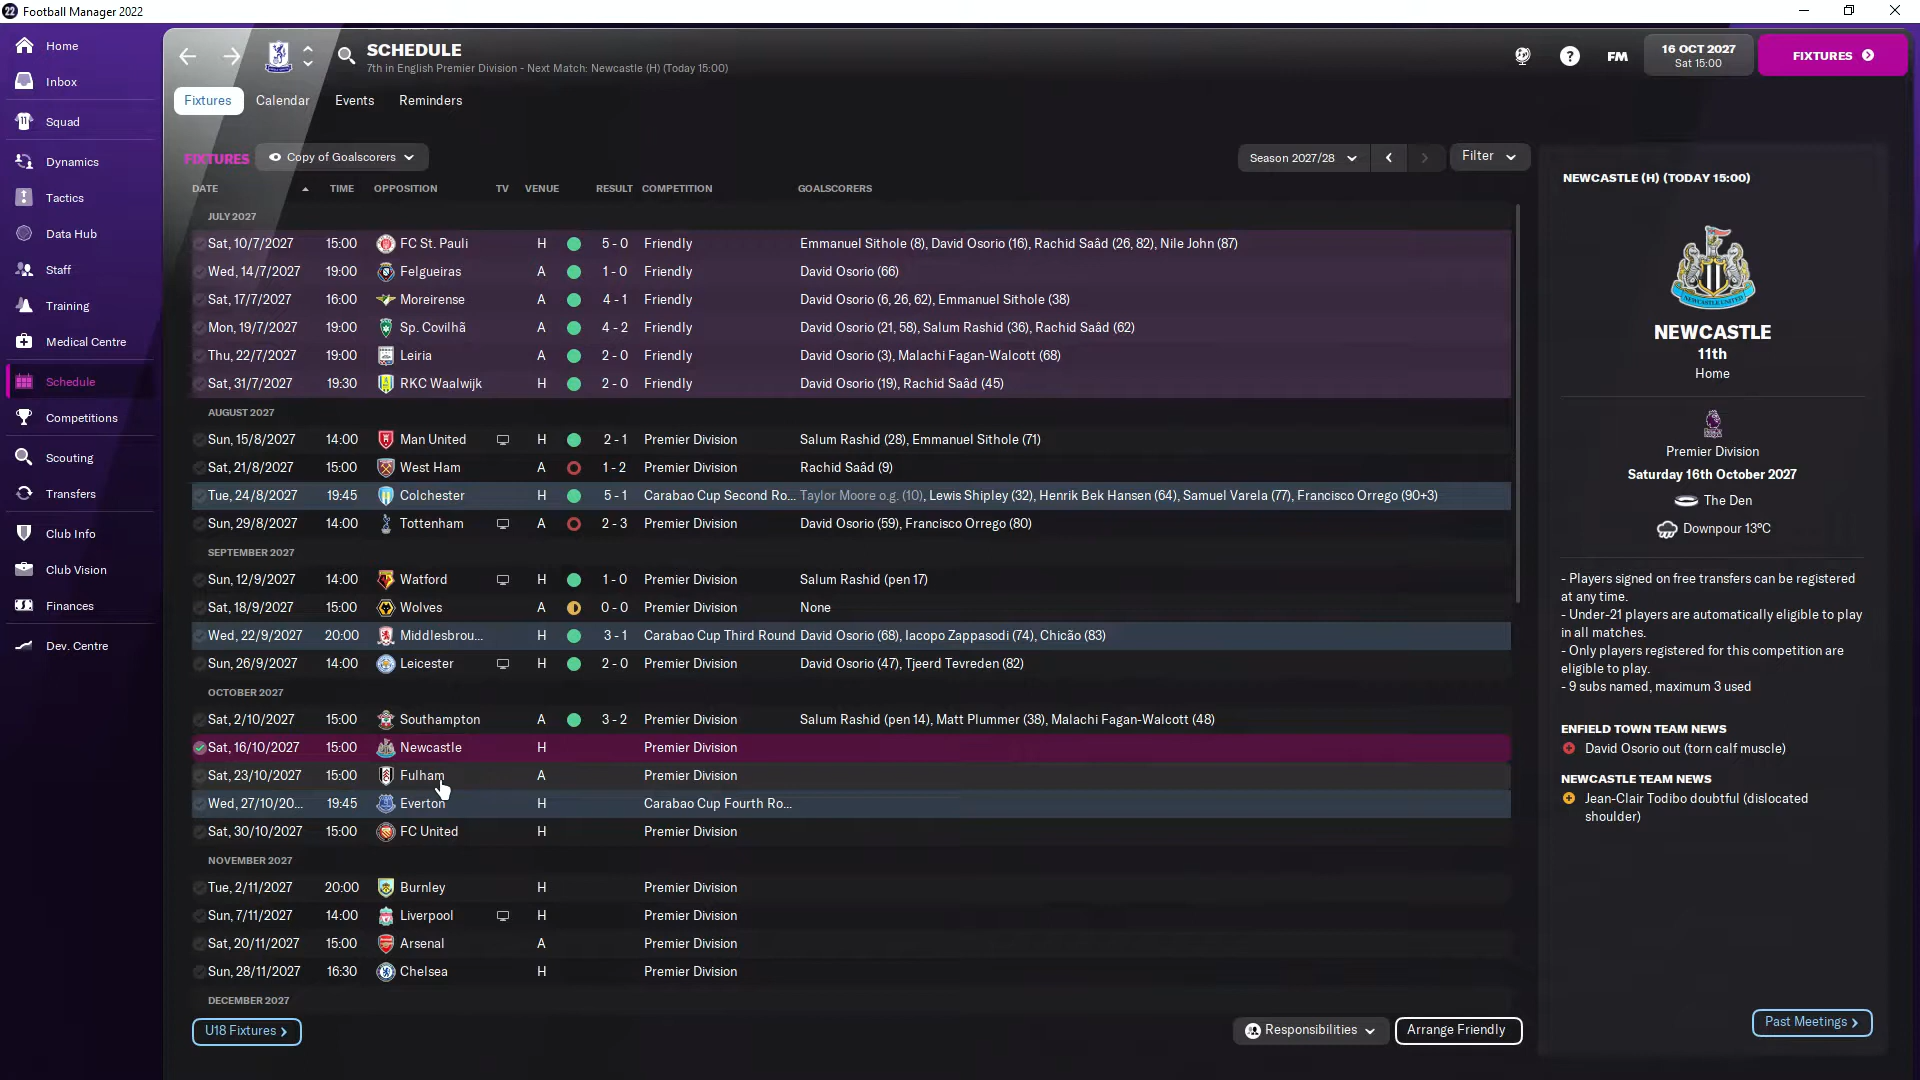 22 Football Manager 2022
Home
Inbox
Squad
Dynamics
Tactics
Data Hub
Staff
Training
Medical Centre
Schedule
Competitions
Scouting
Transfers
Club Info
Club Vision
Finances
Dev. Centre
SCHEDULE
7th in English Premier Division - Next Match: Newcastle (H) (Today 15:00)
FM
16 OCT 2027
Sat 15:00
FIXTURES
Fixtures Calendar Events Reminders
FIXTURES Copy of Goalscorers Season 2027/28 Filter
DATE TIME OPPOSITION TV VENUE RESULT COMPETITION GOALSCORERS
JULY 2027
Sat, 10/7/2027 15:00 FC St. Pauli H 5 - 0 Friendly Emmanuel Sithole (8), David Osorio (16), Rachid Saâd (26, 82), Nile John (87)
Wed, 14/7/2027 19:00 Felgueiras A 1 - 0 Friendly David Osorio (66)
Sat, 17/7/2027 16:00 Moreirense A 4 - 1 Friendly David Osorio (6, 26, 62), Emmanuel Sithole (38)
Mon, 19/7/2027 19:00 Sp. Covilhã A 4 - 2 Friendly David Osorio (21, 58), Salum Rashid (36), Rachid Saâd (62)
Thu, 22/7/2027 19:00 Leiria A 2 - 0 Friendly David Osorio (3), Malachi Fagan-Walcott (68)
Sat, 31/7/2027 19:30 RKC Waalwijk H 2 - 0 Friendly David Osorio (19), Rachid Saâd (45)
AUGUST 2027
Sun, 15/8/2027 14:00 Man United H 2 - 1 Premier Division Salum Rashid (28), Emmanuel Sithole (71)
Sat, 21/8/2027 15:00 West Ham A 1 - 2 Premier Division Rachid Saâd (9)
Tue, 24/8/2027 19:45 Colchester H 5 - 1 Carabao Cup Second Ro... Taylor Moore o.g. (10), Lewis Shipley (32), Henrik Bek Hansen (64), Samuel Varela (77), Francisco Orrego (90+3)
Sun, 29/8/2027 14:00 Tottenham A 2 - 3 Premier Division David Osorio (59), Francisco Orrego (80)
SEPTEMBER 2027
Sun, 12/9/2027 14:00 Watford H 1 - 0 Premier Division Salum Rashid (pen 17)
Sat, 18/9/2027 15:00 Wolves A 0 - 0 Premier Division None
Wed, 22/9/2027 20:00 Middlesbrou... H 3 - 1 Carabao Cup Third Round David Osorio (68), Iacopo Zappasodi (74), Chicão (83)
Sun, 26/9/2027 14:00 Leicester H 2 - 0 Premier Division David Osorio (47), Tjeerd Tevreden (82)
OCTOBER 2027
Sat, 2/10/2027 15:00 Southampton A 3 - 2 Premier Division Salum Rashid (pen 14), Matt Plummer (38), Malachi Fagan-Walcott (48)
Sat, 16/10/2027 15:00 Newcastle H Premier Division
Sat, 23/10/2027 15:00 Fulham A Premier Division
Wed, 27/10/20... 19:45 Everton H Carabao Cup Fourth Ro...
Sat, 30/10/2027 15:00 FC United H Premier Division
NOVEMBER 2027
Tue, 2/11/2027 20:00 Burnley H Premier Division
Sun, 7/11/2027 14:00 Liverpool H Premier Division
Sat, 20/11/2027 15:00 Arsenal A Premier Division
Sun, 28/11/2027 16:30 Chelsea H Premier Division
DECEMBER 2027
U18 Fixtures Responsibilities Arrange Friendly
NEWCASTLE (H) (TODAY 15:00)
NEWCASTLE
11th
Home
Premier Division
Saturday 16th October 2027
The Den
Downpour 13ºC
- Players signed on free transfers can be registered
at any time.
- Under-21 players are automatically eligible to play
in all matches.
- Only players registered for this competition are
eligible to play.
- 9 subs named, maximum 3 used
ENFIELD TOWN TEAM NEWS
David Osorio out (torn calf muscle)
NEWCASTLE TEAM NEWS
Jean-Clair Todibo doubtful (dislocated
shoulder)
Past Meetings